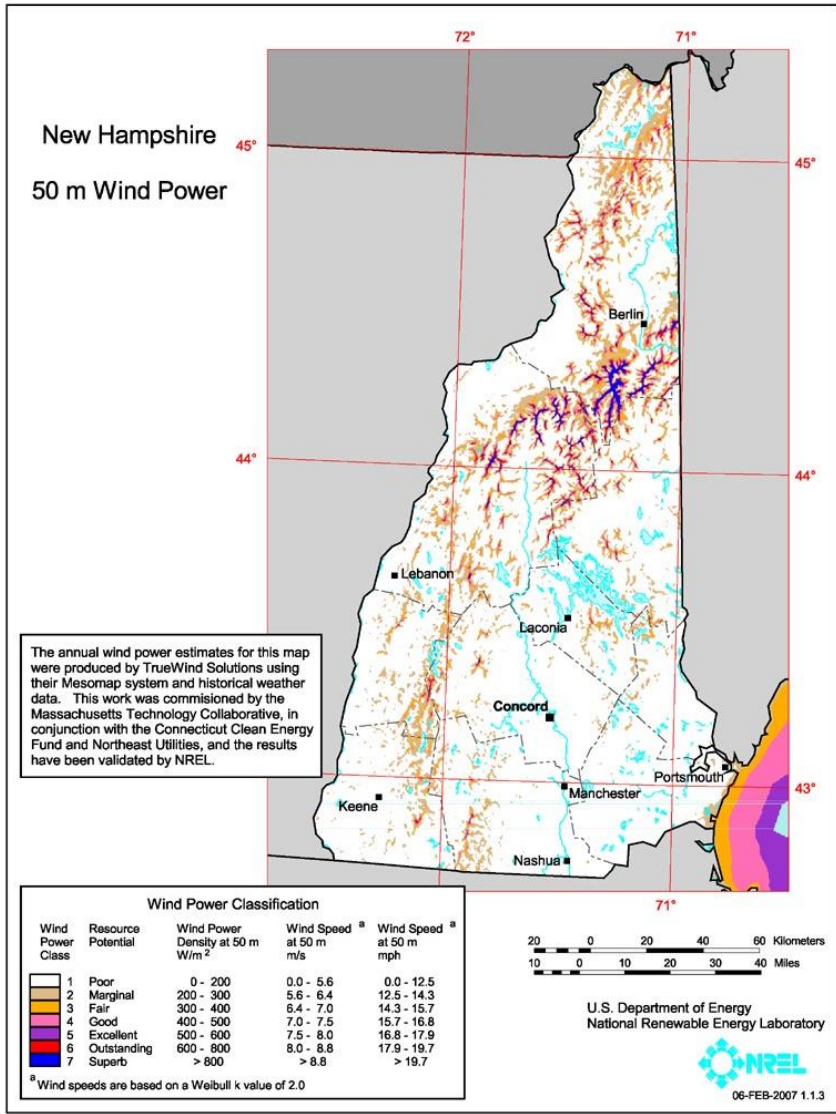 New Hampshire
50 m Wind Power
72°
71°
45°
45°
Berlin
44°
44°
Lebanon
Laconia
The annual wind power estimates for this map
were produced by TrueWind Solutions using
their Mesomap system and historical weather
data. This work was commisioned by the
Massachusetts Technology Collaborative, in
conjunction with the Connecticut Clean Energy
Fund and Northeast Utilities, and the results
have been validated by NREL.
Concord
Portsmouth
43°
Manchester
Keene
Nashua
71°
Wind Power Classification
Wind Power Class Resource Potential Wind Power Density at 50 m W/m² Wind Speed ᵃ at 50 m m/s Wind Speed ᵃ at 50 m mph
1 Poor 0 - 200 0.0 - 5.6 0.0 - 12.5
2 Marginal 200 - 300 5.6 - 6.4 12.5 - 14.3
3 Fair 300 - 400 6.4 - 7.0 14.3 - 15.7
4 Good 400 - 500 7.0 - 7.5 15.7 - 16.8
5 Excellent 500 - 600 7.5 - 8.0 16.8 - 17.9
6 Outstanding 600 - 800 8.0 - 8.8 17.9 - 19.7
7 Superb > 800 > 8.8 > 19.7
ᵃ Wind speeds are based on a Weibull k value of 2.0
20 0 20 40 60 Kilometers
10 0 10 20 30 40 Miles
U.S. Department of Energy
National Renewable Energy Laboratory
NREL
06-FEB-2007 1.1.3